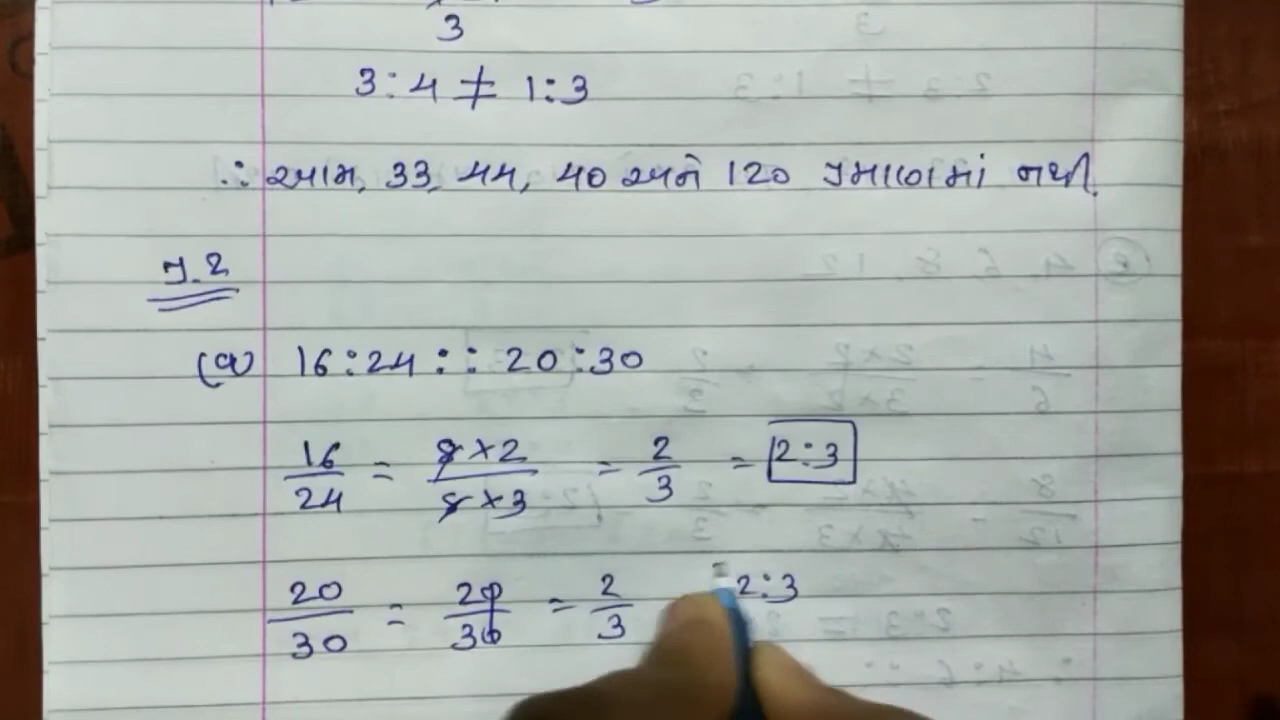 3
3 : 4 ≠ 1 : 3
∴ આમ, 33, 44, 40 અને 120 પ્રમાણમાં નથી.
પ્ર. 2
(a) 16 : 24 : : 20 : 30
16/24 = 8 × 2/8 × 3 = 2/3 = 2 : 3
20/30 = 20/30 = 2/3 = 2 : 3